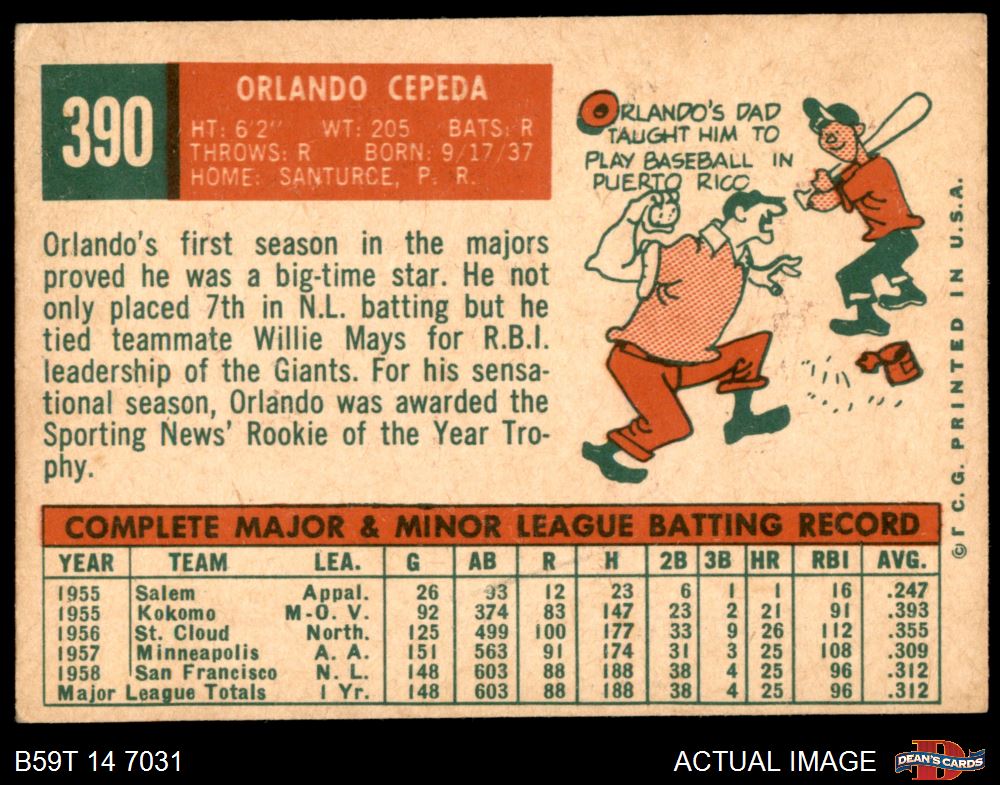 390
ORLANDO CEPEDA
HT: 6'2" WT: 205 BATS: R
THROWS: R BORN: 9/17/37
HOME: SANTURCE, P. R.
ORLANDO'S DAD
TAUGHT HIM TO
PLAY BASEBALL IN
PUERTO RICO
Orlando's first season in the majors
proved he was a big-time star. He not
only placed 7th in N.L. batting but he
tied teammate Willie Mays for R.B.I.
leadership of the Giants. For his sensa-
tional season, Orlando was awarded the
Sporting News' Rookie of the Year Tro-
phy.
© T. C. G. PRINTED IN U.S.A.
COMPLETE MAJOR & MINOR LEAGUE BATTING RECORD
YEAR TEAM LEA. G AB R H 2B 3B HR RBI AVG.
1955 Salem Appal. 26 93 12 23 6 1 1 16 .247
1955 Kokomo M-O. V. 92 374 83 147 23 2 21 91 .393
1956 St. Cloud North. 125 499 100 177 33 9 26 112 .355
1957 Minneapolis A. A. 151 563 91 174 31 3 25 108 .309
1958 San Francisco N. L. 148 603 88 188 38 4 25 96 .312
Major League Totals 1 Yr. 148 603 88 188 38 4 25 96 .312
B59T 14 7031
ACTUAL IMAGE
D
DEAN'S CARDS